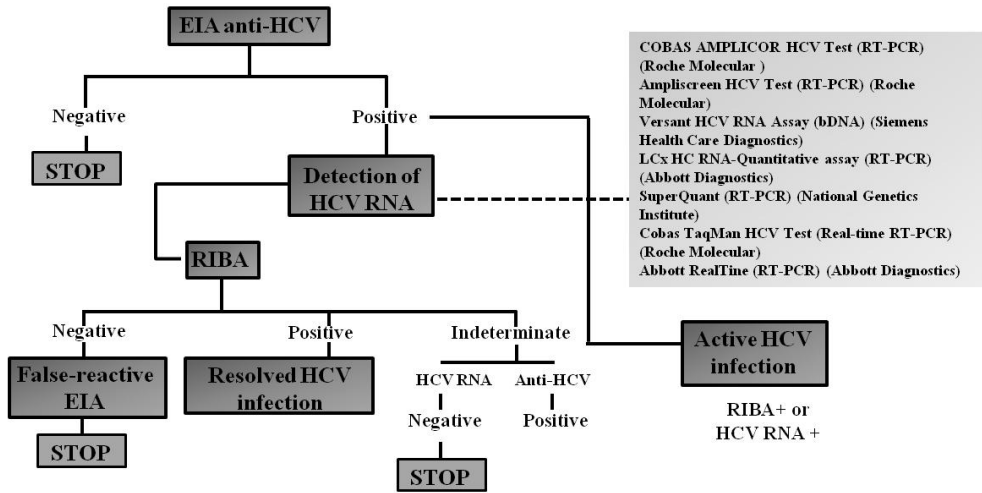 EIA anti-HCV
Negative
Positive
STOP
Detection of
HCV RNA
COBAS AMPLICOR HCV Test (RT-PCR)
(Roche Molecular )
Ampliscreen HCV Test (RT-PCR) (Roche
Molecular)
Versant HCV RNA Assay (bDNA) (Siemens
Health Care Diagnostics)
LCx HC RNA-Quantitative assay (RT-PCR)
(Abbott Diagnostics)
SuperQuant (RT-PCR) (National Genetics
Institute)
Cobas TaqMan HCV Test (Real-time RT-PCR)
(Roche Molecular)
Abbott RealTine (RT-PCR) (Abbott Diagnostics)
RIBA
Negative
Positive
Indeterminate
False-reactive
EIA
STOP
Resolved HCV
infection
HCV RNA
Anti-HCV
Negative
Positive
STOP
Active HCV
infection
RIBA+ or
HCV RNA +